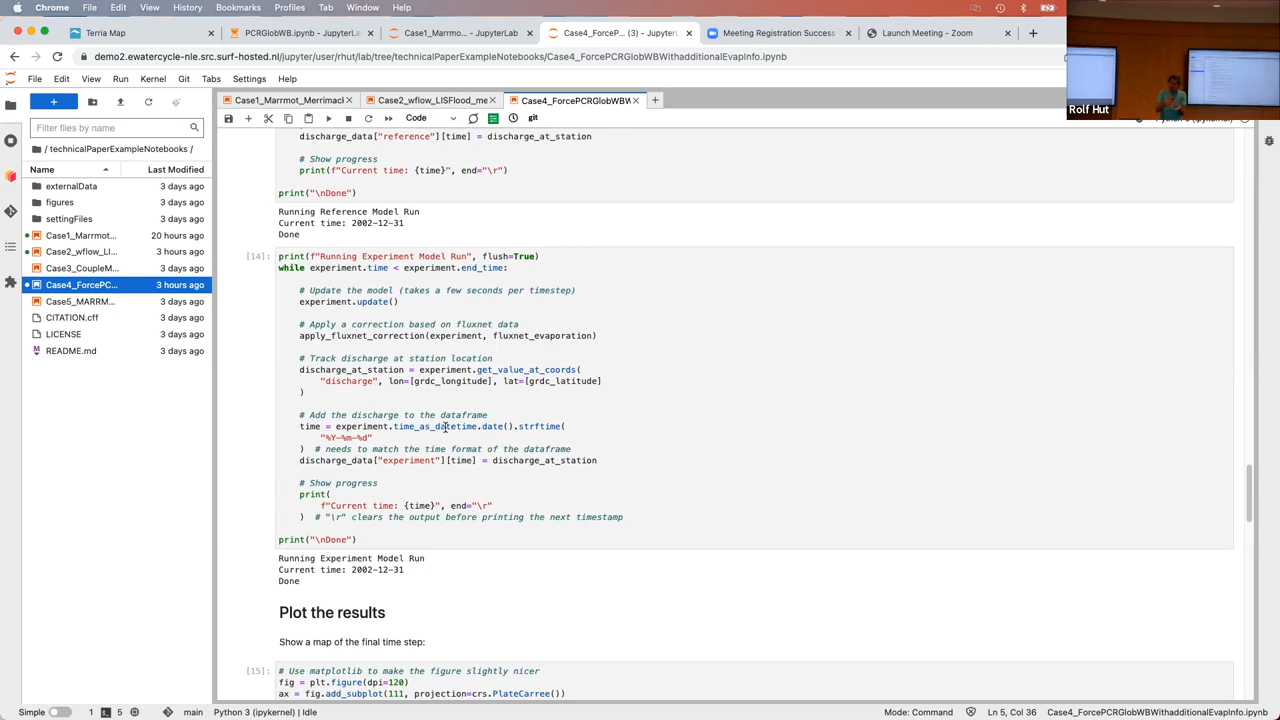 Chrome File Edit View History Bookmarks Profiles Tab Window Help
Terria Map
PCRGlobWB.ipynb - JupyterLe
Case1_Marrmo... - JupyterLab
Case4_ForceP... (3) - JupyterL
Meeting Registration Success
Launch Meeting - Zoom
demo2.ewatercycle-nle.src.surf-hosted.nl/jupyter/user/rhut/lab/tree/technicalPaperExampleNotebooks/Case4_ForcePCRGlobWBWithadditionalEvapInfo.ipynb
Rolf Hut
File Edit View Run Kernel Git Tabs Settings Help
Case1_Marrmot_Merrimacl
Case2_wflow_LISFlood_me
Case4_ForcePCRGlobWBW
Code
git
Filter files by name
/ technicalPaperExampleNotebooks /
Name Last Modified
externalData 3 days ago
figures 3 days ago
settingFiles 3 days ago
Case1_Marrmot... 20 hours ago
Case2_wflow_LI... 3 hours ago
Case3_CoupleM... 3 days ago
Case4_ForcePC... 3 hours ago
Case5_MARRM... 3 days ago
CITATION.cff 3 days ago
LICENSE 3 days ago
README.md 3 days ago
discharge_data["reference"][time] = discharge_at_station
# Show progress
print(f"Current time: {time}", end="\r")
print("\nDone")
Running Reference Model Run
Current time: 2002-12-31
Done
[14]: print(f"Running Experiment Model Run", flush=True)
while experiment.time < experiment.end_time:
# Update the model (takes a few seconds per timestep)
experiment.update()
# Apply a correction based on fluxnet data
apply_fluxnet_correction(experiment, fluxnet_evaporation)
# Track discharge at station location
discharge_at_station = experiment.get_value_at_coords(
"discharge", lon=[grdc_longitude], lat=[grdc_latitude]
)
# Add the discharge to the dataframe
time = experiment.time_as_datetime.date().strftime(
"%Y-%m-%d"
) # needs to match the time format of the dataframe
discharge_data["experiment"][time] = discharge_at_station
# Show progress
print(
f"Current time: {time}", end="\r"
) # "\r" clears the output before printing the next timestamp
print("\nDone")
Running Experiment Model Run
Current time: 2002-12-31
Done
Plot the results
Show a map of the final time step:
[15]: # Use matplotlib to make the figure slightly nicer
fig = plt.figure(dpi=120)
ax = fig.add_subplot(111, projection=crs.PlateCarree())
Simple 1 5 main Python 3 (ipykernel) | Idle Mode: Command Ln 5, Col 36 Case4_ForcePCRGlobWBWithadditionalEvapInfo.ipynb